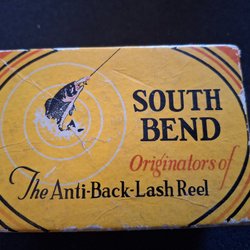 SOUTH
BEND
Originators of
The Anti-Back-Lash Reel